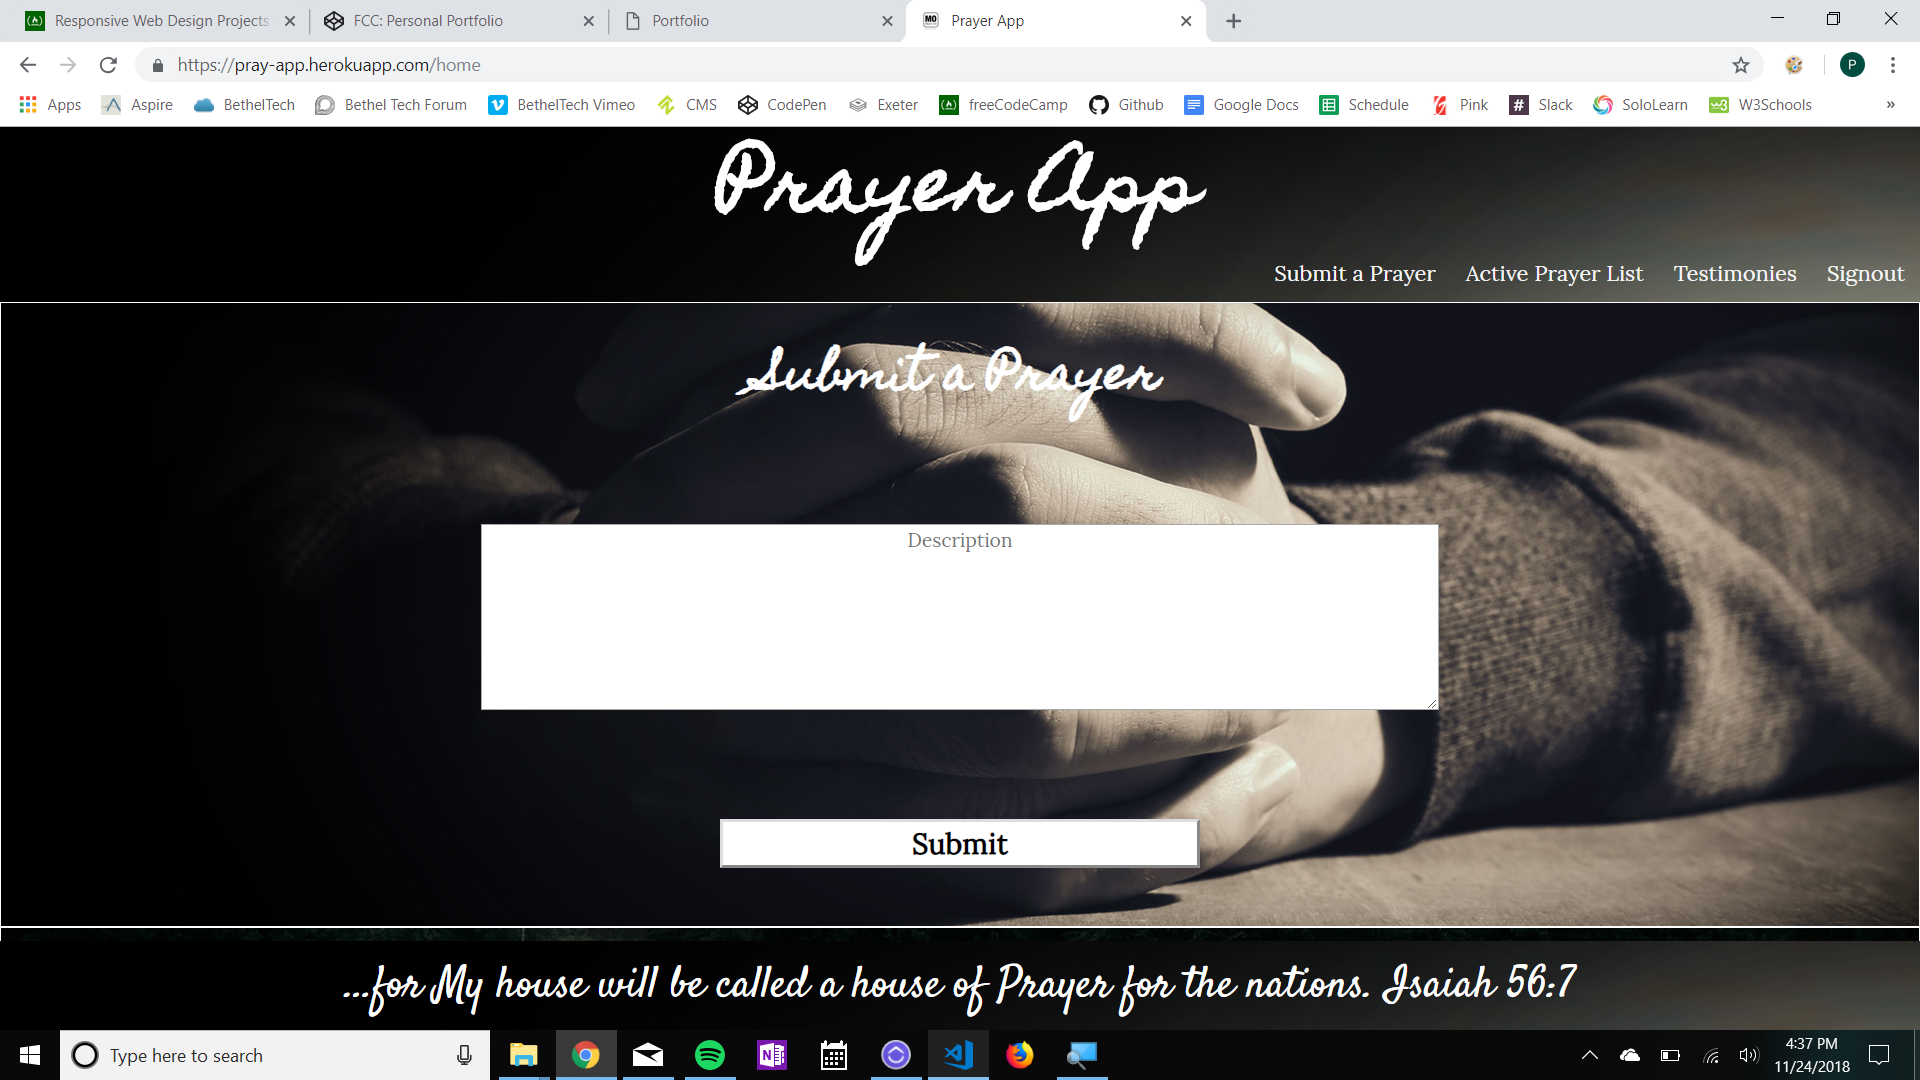 Responsive Web Design Projects
FCC: Personal Portfolio
Portfolio
MO
Prayer App
https://pray-app.herokuapp.com/home
P
Apps
Aspire
BethelTech
Bethel Tech Forum
BethelTech Vimeo
CMS
CodePen
Exeter
freeCodeCamp
Github
Google Docs
Schedule
Pink
Slack
SoloLearn
W3Schools
»
Prayer App
Submit a Prayer
Active Prayer List
Testimonies
Signout
Submit a Prayer
Description
Submit
...for My house will be called a house of Prayer for the nations. Isaiah 56:7
Type here to search
4:37 PM
11/24/2018